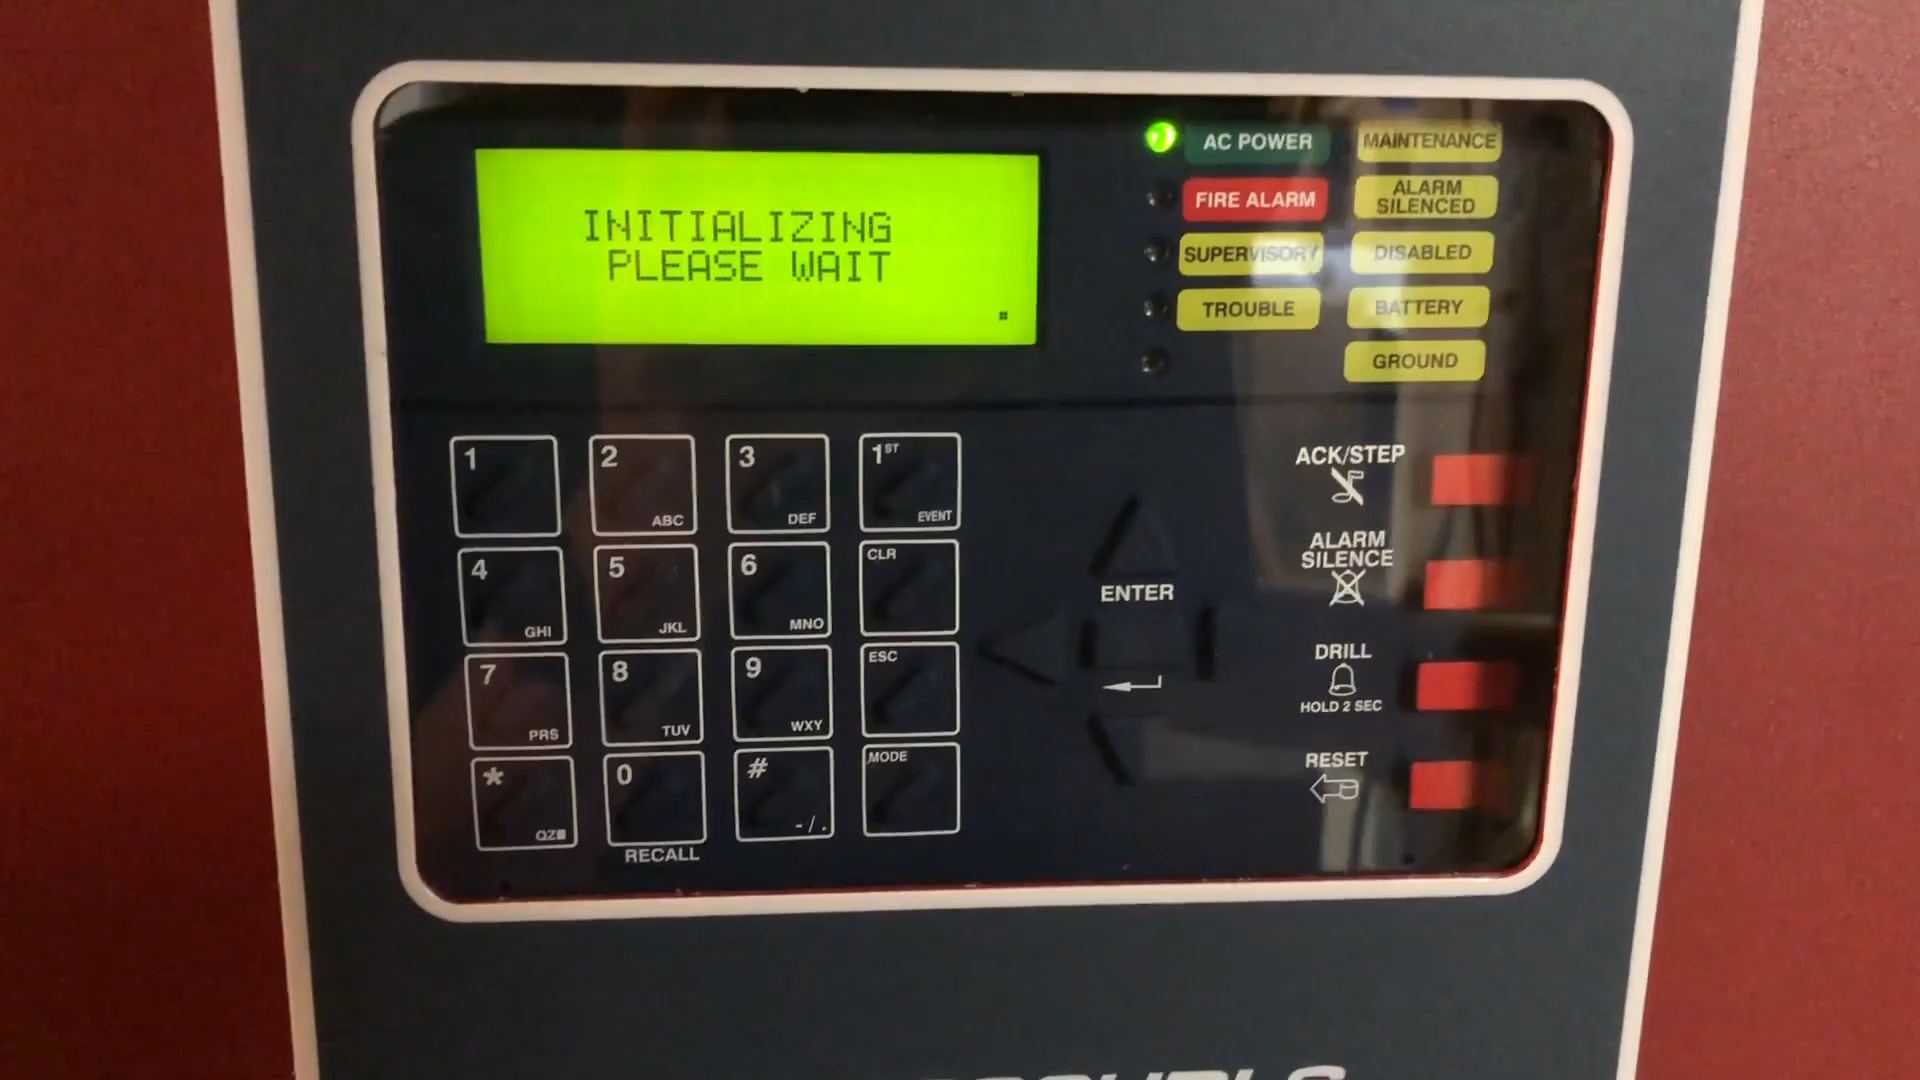 INITIALIZING
PLEASE WAIT
AC POWER
MAINTENANCE
FIRE ALARM
ALARM
SILENCED
SUPERVISORY
DISABLED
TROUBLE
BATTERY
GROUND
1
2 ABC
3 DEF
1ST EVENT
4 GHI
5 JKL
6 MNO
CLR
7 PRS
8 TUV
9 WXY
ESC
* QZ
0
# - / .
MODE
RECALL
ENTER
ACK/STEP
ALARM
SILENCE
DRILL
HOLD 2 SEC
RESET